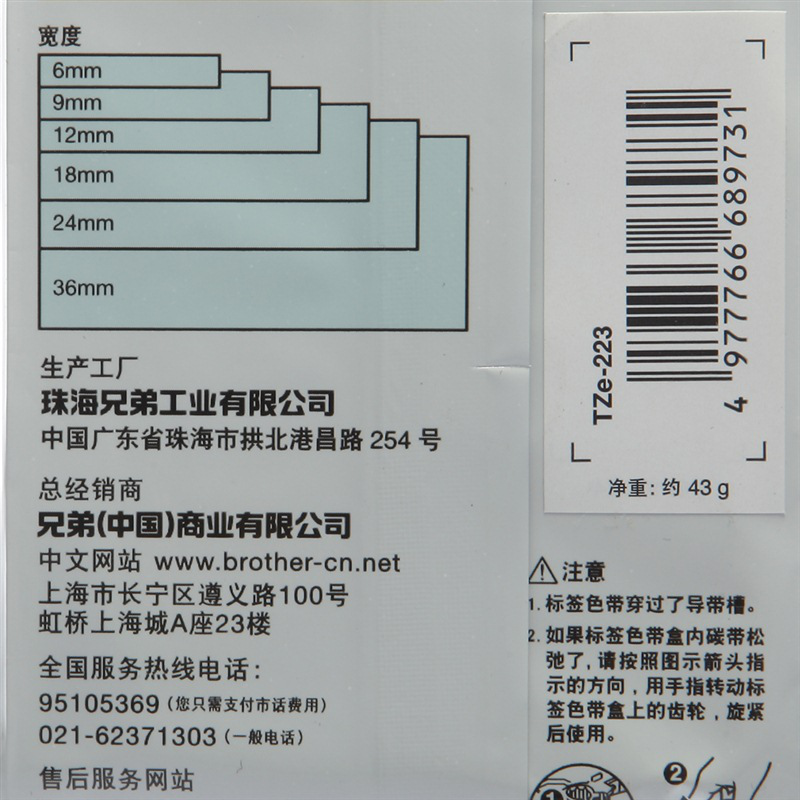 宽度
6mm
9mm
12mm
18mm
24mm
36mm
生产工厂
珠海兄弟工业有限公司
中国广东省珠海市拱北港昌路 254 号
总经销商
兄弟(中国)商业有限公司
中文网站 www.brother-cn.net
上海市长宁区遵义路100号
虹桥上海城A座23楼
全国服务热线电话：
95105369 (您只需支付市话费用)
021-62371303 (一般电话)
售后服务网站
TZe-223
4 977766 689731
净重: 约 43 g
注意
1. 标签色带穿过了导带槽。
2. 如果标签色带盒内碳带松
弛了, 请按照图示箭头指
示的方向, 用手指转动标
签色带盒上的齿轮, 旋紧
后使用。
1
2